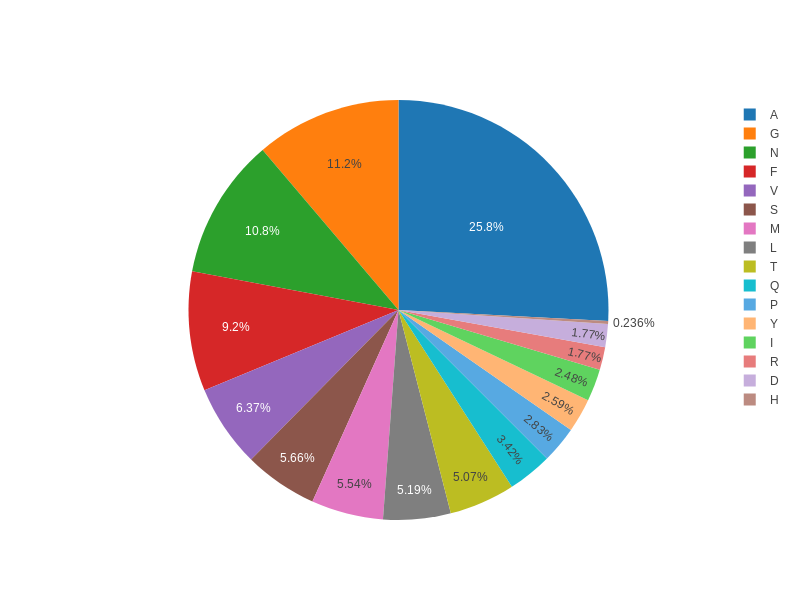 25.8%
11.2%
10.8%
9.2%
6.37%
5.66%
5.54%
5.19%
5.07%
3.42%
2.83%
2.59%
2.48%
1.77%
1.77%
0.236%
A
G
N
F
V
S
M
L
T
Q
P
Y
I
R
D
H